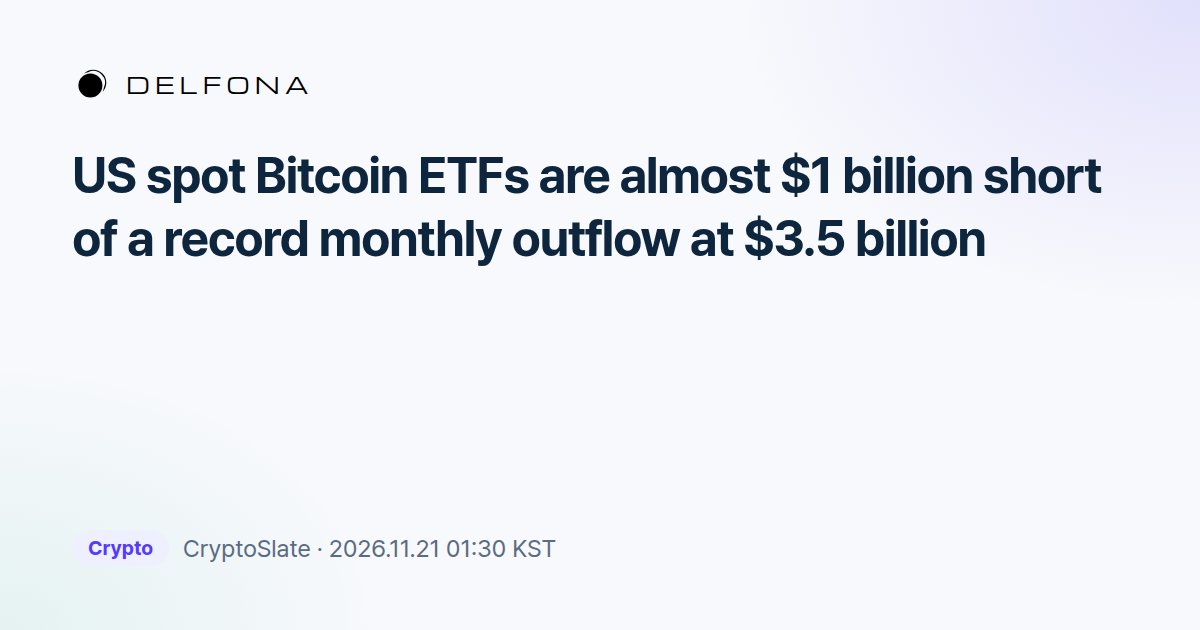 DELFONA
US spot Bitcoin ETFs are almost $1 billion short
of a record monthly outflow at $3.5 billion
Crypto CryptoSlate · 2026.11.21 01:30 KST